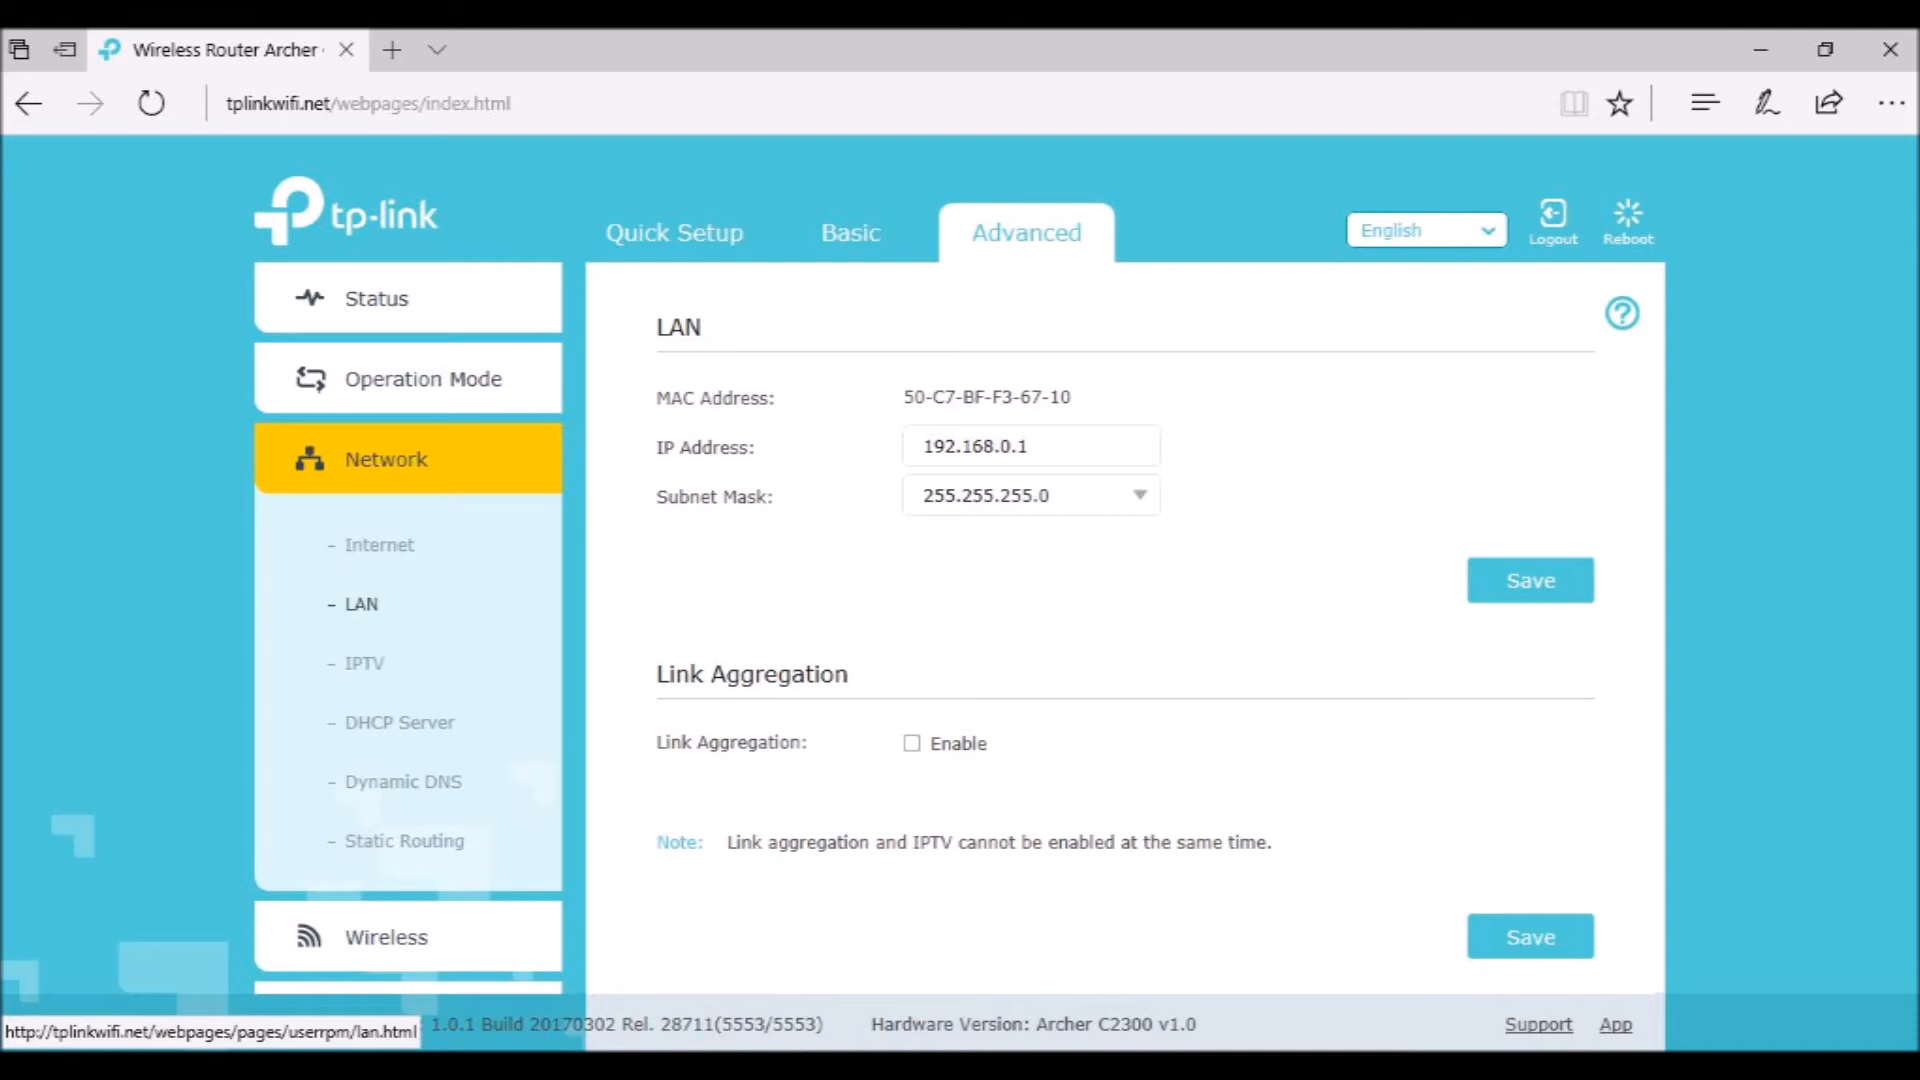 Wireless Router Archer
tplinkwifi.net/webpages/index.html
tp-link
Quick Setup
Basic
Advanced
English
Logout
Reboot
Status
Operation Mode
Network
- Internet
- LAN
- IPTV
- DHCP Server
- Dynamic DNS
- Static Routing
Wireless
LAN
MAC Address: 50-C7-BF-F3-67-10
IP Address: 192.168.0.1
Subnet Mask: 255.255.255.0
Save
Link Aggregation
Link Aggregation: Enable
Note: Link aggregation and IPTV cannot be enabled at the same time.
Save
http://tplinkwifi.net/webpages/pages/userrpm/lan.html
1.0.1 Build 20170302 Rel. 28711(5553/5553)
Hardware Version: Archer C2300 v1.0
Support
App